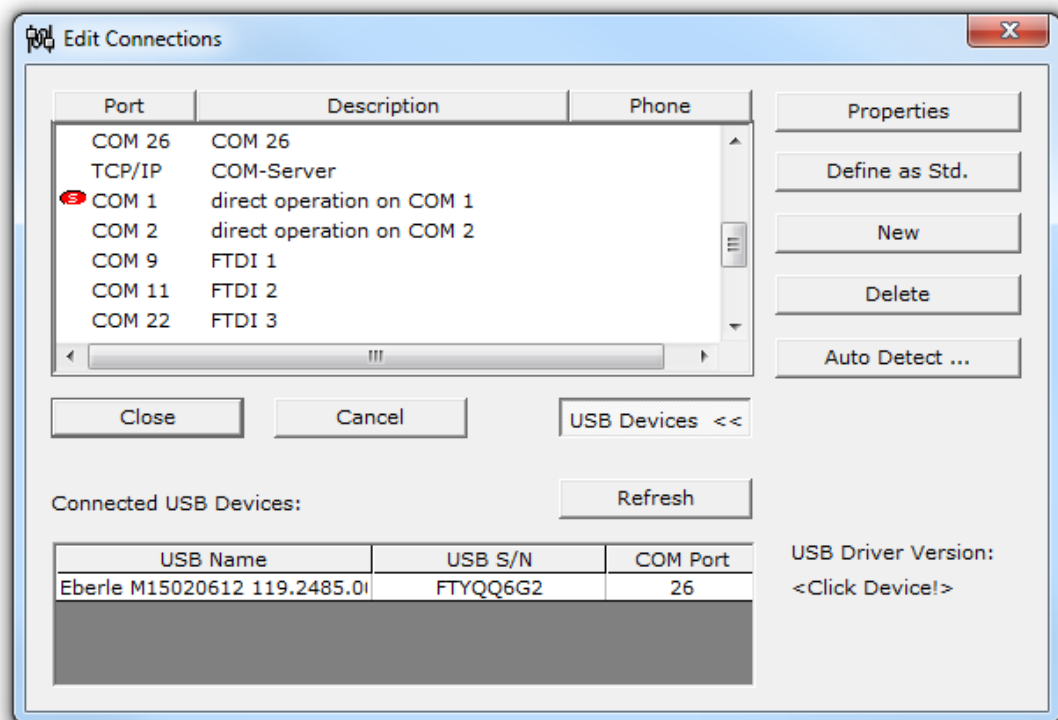 Edit Connections
Port Description Phone
COM 26 COM 26
TCP/IP COM-Server
S COM 1 direct operation on COM 1
COM 2 direct operation on COM 2
COM 9 FTDI 1
COM 11 FTDI 2
COM 22 FTDI 3
Properties
Define as Std.
New
Delete
Auto Detect ...
Close Cancel USB Devices <<
Connected USB Devices: Refresh
USB Name USB S/N COM Port
Eberle M15020612 119.2485.0 FTYQQ6G2 26
USB Driver Version:
<Click Device!>